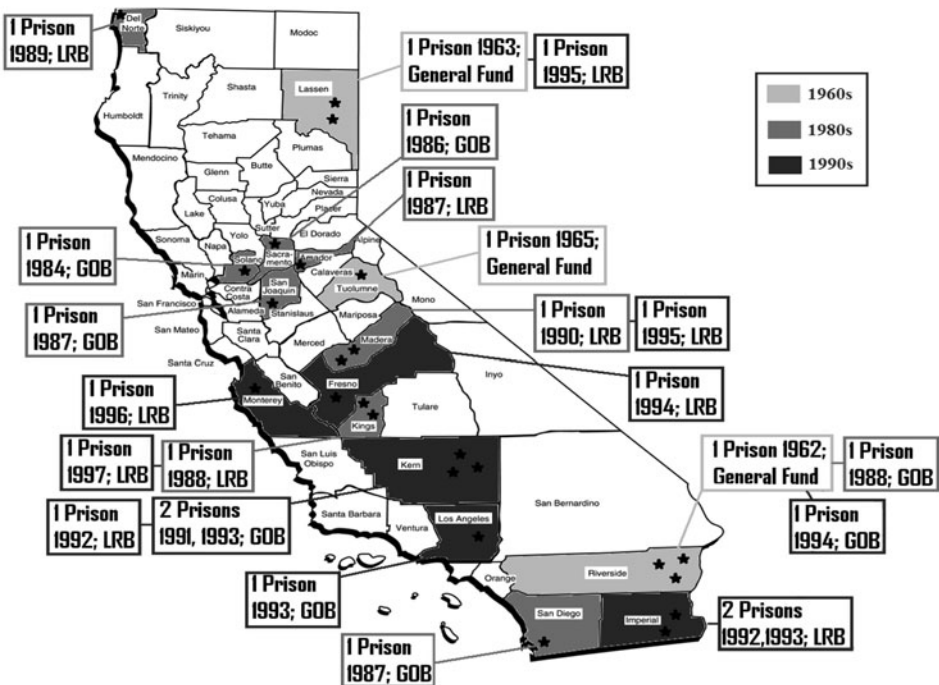 1 Prison
1989; LRB
Del
Norte
Siskiyou
Modoc
1 Prison 1963;
General Fund
1 Prison
1995; LRB
1960s
1980s
1990s
Humboldt
Trinity
Shasta
Lassen
1 Prison
1986; GOB
Tehama
Plumas
Mendocino
Glenn
Butte
Sierra
1 Prison
1987; LRB
Colusa
Lake
Yuba
Nevada
Placer
Sutter
El Dorado
Sonoma
Napa
Yolo
Sacra-
mento
Alpine
Amador
1 Prison
1984; GOB
Solano
Marin
Calaveras
1 Prison 1965;
General Fund
Contra
Costa
San
Joaquin
Tuolumne
San Francisco
Alameda
Stanislaus
Mono
1 Prison
1987; GOB
San Mateo
Santa
Clara
Merced
Mariposa
Madera
1 Prison
1990; LRB
1 Prison
1995; LRB
Santa Cruz
San
Benito
Fresno
Inyo
1 Prison
1994; LRB
1 Prison
1996; LRB
Monterey
Kings
Tulare
1 Prison
1997; LRB
1 Prison
1988; LRB
San Luis
Obispo
Kern
1 Prison 1962;
General Fund
1 Prison
1988; GOB
1 Prison
1992; LRB
2 Prisons
1991, 1993; GOB
Santa Barbara
Ventura
Los Angeles
San Bernardino
1 Prison
1994; GOB
1 Prison
1993; GOB
Orange
Riverside
San Diego
Imperial
2 Prisons
1992,1993; LRB
1 Prison
1987; GOB